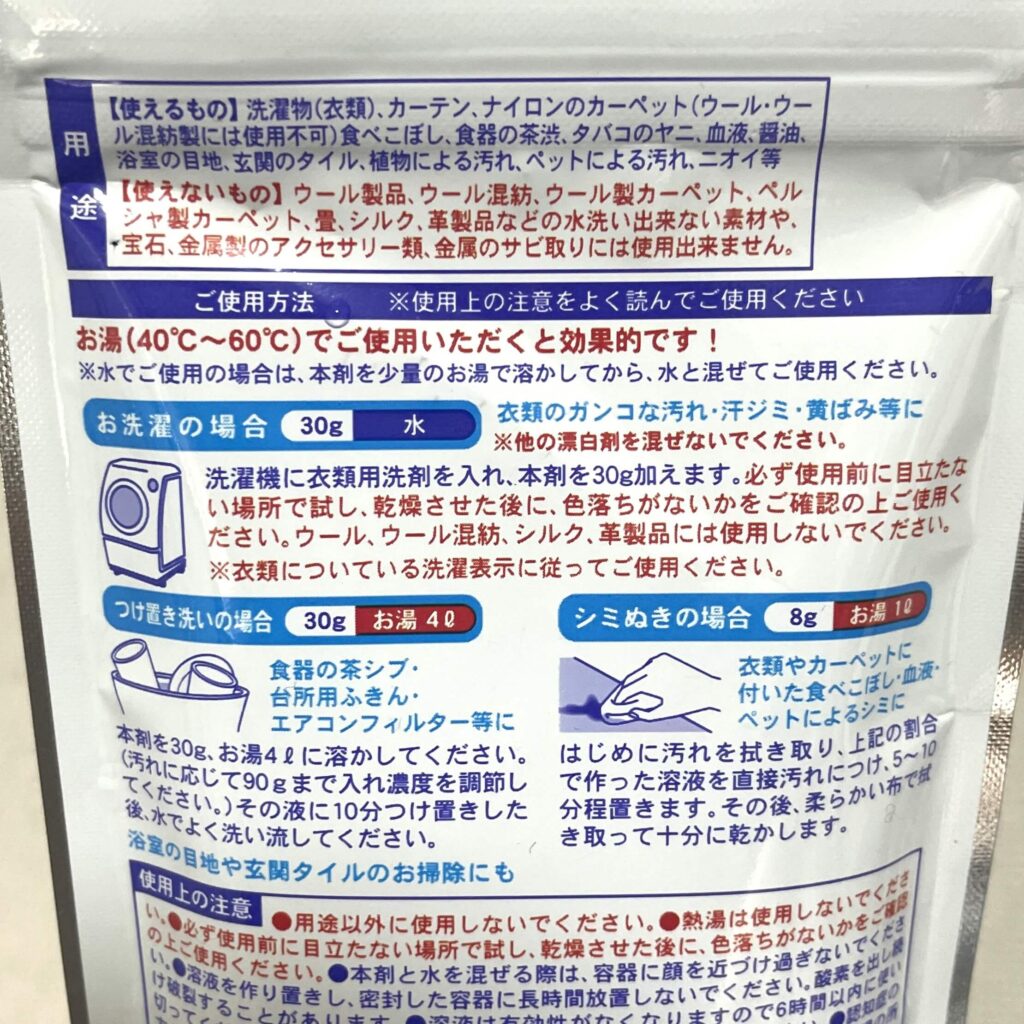 用途
【使えるもの】洗濯物(衣類)、カーテン、ナイロンのカーペット(ウール・ウー
ル混紡製には使用不可)食べこぼし、食器の茶渋、タバコのヤニ、血液、醤油、
浴室の目地、玄関のタイル、植物による汚れ、ペットによる汚れ、ニオイ等
【使えないもの】ウール製品、ウール混紡、ウール製カーペット、ペル
シャ製カーペット、畳、シルク、革製品などの水洗い出来ない素材や、
宝石、金属製のアクセサリー類、金属のサビ取りには使用出来ません。
ご使用方法 ※使用上の注意をよく読んでご使用ください
お湯(40℃〜60℃)でご使用いただくと効果的です!
※水でご使用の場合は、本剤を少量のお湯で溶かしてから、水と混ぜてご使用ください。
お洗濯の場合 30g 水
衣類のガンコな汚れ・汗ジミ・黄ばみ等に
※他の漂白剤を混ぜないでください。
洗濯機に衣類用洗剤を入れ、本剤を30g加えます。必ず使用前に目立たな
い場所で試し、乾燥させた後に、色落ちがないかをご確認の上ご使用く
ださい。ウール、ウール混紡、シルク、革製品には使用しないでください。
※衣類についている洗濯表示に従ってご使用ください。
つけ置き洗いの場合 30g お湯 4ℓ
食器の茶シブ・
台所用ふきん・
エアコンフィルター等に
本剤を30g、お湯4ℓに溶かしてください。
(汚れに応じて90gまで入れ濃度を調節し
てください。)その液に10分つけ置きした
後、水でよく洗い流してください。
浴室の目地や玄関タイルのお掃除にも
シミぬきの場合 8g お湯 1ℓ
衣類やカーペットに
付いた食べこぼし・血液・
ペットによるシミに
はじめに汚れを拭き取り、上記の割合
で作った溶液を直接汚れにつけ、5〜10
分程置きます。その後、柔らかい布で拭
き取って十分に乾かします。
使用上の注意 ●用途以外に使用しないでください。●熱湯は使用しないでくださ
い。●必ず使用前に目立たない場所で試し、乾燥させた後に、色落ちがないかをご確認
の上ご使用ください。●本剤と水を混ぜる際は、容器に顔を近づけ過ぎないでくださ
い。●溶液を作り置きし、密封した容器に長時間放置しないでください。酸素を出し続
け破裂することがあります。●溶液は有効性がなくなりますので6時間以内に使い
切って
●認知症の